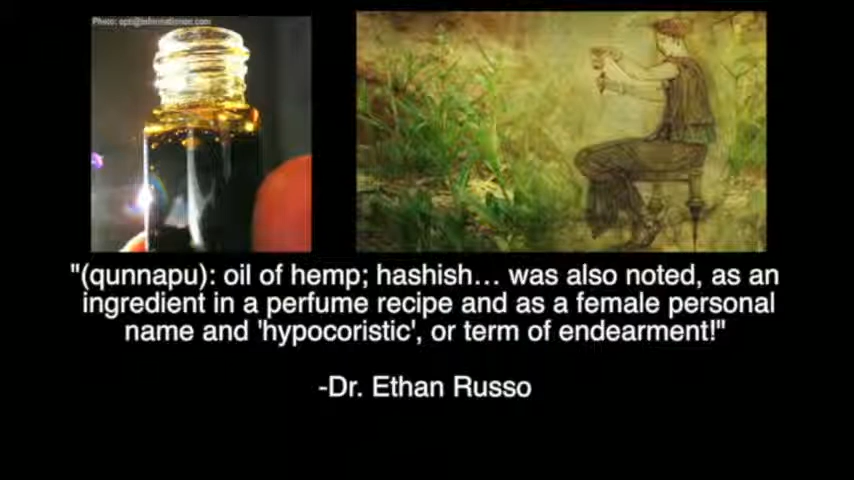 "(qunnapu): oil of hemp; hashish... was also noted, as an
ingredient in a perfume recipe and as a female personal
name and 'hypocoristic', or term of endearment!"
-Dr. Ethan Russo